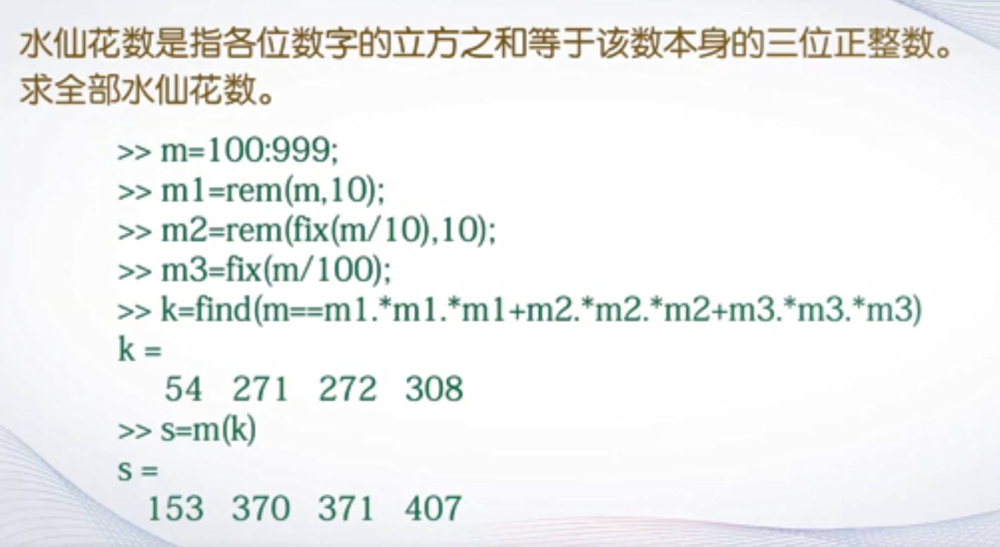 水仙花数是指各位数字的立方之和等于该数本身的三位正整数。
求全部水仙花数。
>> m=100:999;
>> m1=rem(m,10);
>> m2=rem(fix(m/10),10);
>> m3=fix(m/100);
>> k=find(m==m1.*m1.*m1+m2.*m2.*m2+m3.*m3.*m3)
k =
54 271 272 308
>> s=m(k)
s =
153 370 371 407